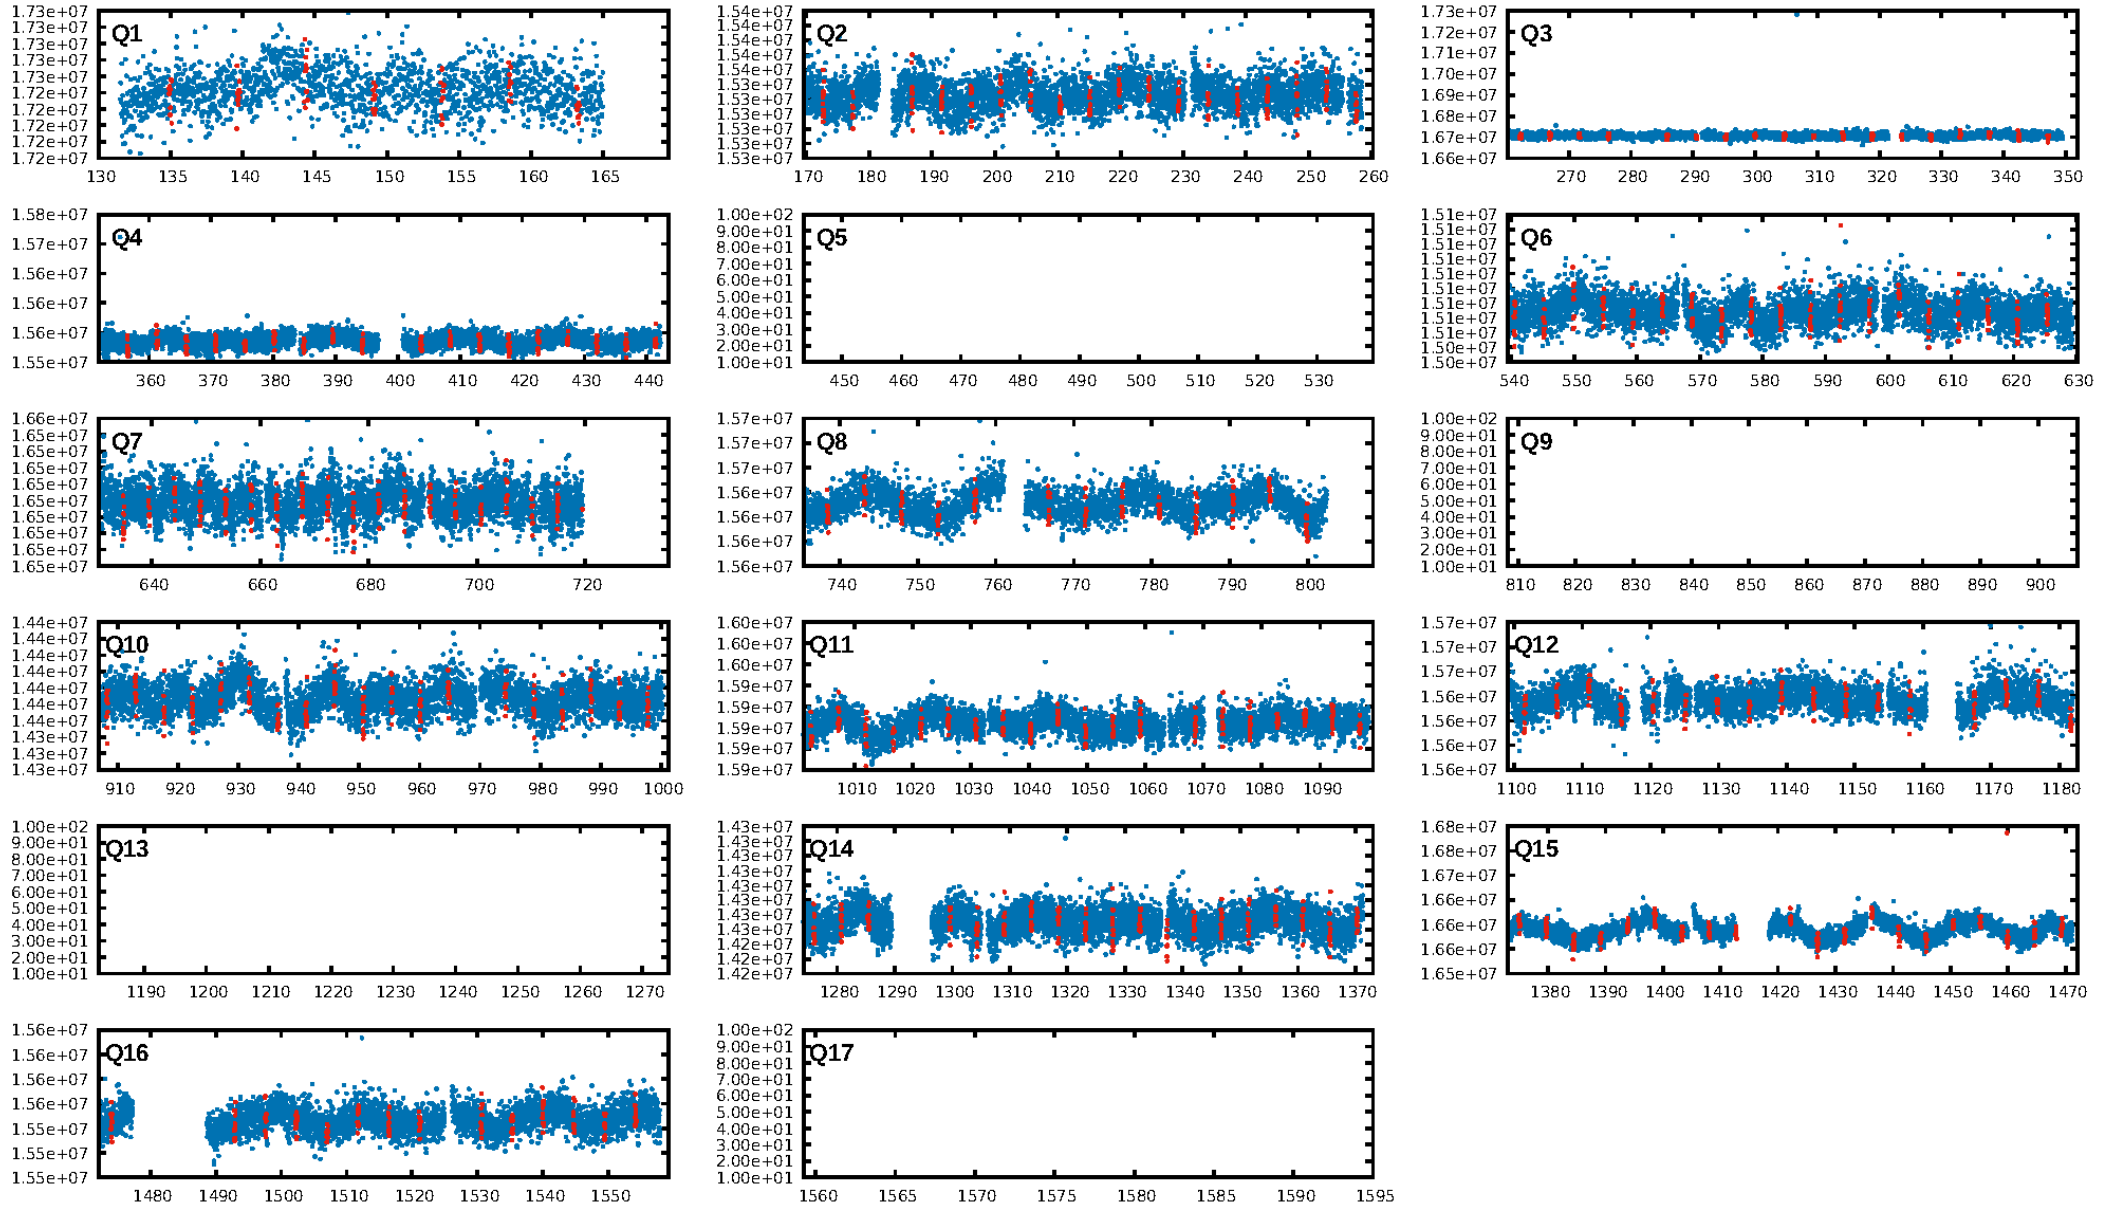 Q1
1.73e+07
1.73e+07
1.73e+07
1.73e+07
1.73e+07
1.72e+07
1.72e+07
1.72e+07
1.72e+07
1.72e+07
130 135 140 145 150 155 160 165
Q2
1.54e+07
1.54e+07
1.54e+07
1.54e+07
1.54e+07
1.53e+07
1.53e+07
1.53e+07
1.53e+07
1.53e+07
1.53e+07
170 180 190 200 210 220 230 240 250 260
Q3
1.73e+07
1.72e+07
1.71e+07
1.70e+07
1.69e+07
1.68e+07
1.67e+07
1.66e+07
270 280 290 300 310 320 330 340 350
Q4
1.58e+07
1.57e+07
1.56e+07
1.56e+07
1.56e+07
1.55e+07
360 370 380 390 400 410 420 430 440
Q5
1.00e+02
9.00e+01
8.00e+01
7.00e+01
6.00e+01
5.00e+01
4.00e+01
3.00e+01
2.00e+01
1.00e+01
450 460 470 480 490 500 510 520 530
Q6
1.51e+07
1.51e+07
1.51e+07
1.51e+07
1.51e+07
1.51e+07
1.51e+07
1.51e+07
1.51e+07
1.50e+07
1.50e+07
540 550 560 570 580 590 600 610 620 630
Q7
1.66e+07
1.65e+07
1.65e+07
1.65e+07
1.65e+07
1.65e+07
1.65e+07
1.65e+07
1.65e+07
1.65e+07
640 660 680 700 720
Q8
1.57e+07
1.57e+07
1.57e+07
1.56e+07
1.56e+07
1.56e+07
1.56e+07
740 750 760 770 780 790 800
Q9
1.00e+02
9.00e+01
8.00e+01
7.00e+01
6.00e+01
5.00e+01
4.00e+01
3.00e+01
2.00e+01
1.00e+01
810 820 830 840 850 860 870 880 890 900
Q10
1.44e+07
1.44e+07
1.44e+07
1.44e+07
1.44e+07
1.44e+07
1.44e+07
1.43e+07
1.43e+07
1.43e+07
910 920 930 940 950 960 970 980 990 1000
Q11
1.60e+07
1.60e+07
1.60e+07
1.59e+07
1.59e+07
1.59e+07
1.59e+07
1.59e+07
1010 1020 1030 1040 1050 1060 1070 1080 1090
Q12
1.57e+07
1.57e+07
1.57e+07
1.56e+07
1.56e+07
1.56e+07
1.56e+07
1100 1110 1120 1130 1140 1150 1160 1170 1180
Q13
1.00e+02
9.00e+01
8.00e+01
7.00e+01
6.00e+01
5.00e+01
4.00e+01
3.00e+01
2.00e+01
1.00e+01
1190 1200 1210 1220 1230 1240 1250 1260 1270
Q14
1.43e+07
1.43e+07
1.43e+07
1.43e+07
1.43e+07
1.43e+07
1.43e+07
1.43e+07
1.42e+07
1.42e+07
1.42e+07
1280 1290 1300 1310 1320 1330 1340 1350 1360 1370
Q15
1.68e+07
1.68e+07
1.67e+07
1.66e+07
1.66e+07
1.66e+07
1.65e+07
1380 1390 1400 1410 1420 1430 1440 1450 1460 1470
Q16
1.56e+07
1.56e+07
1.56e+07
1.56e+07
1.55e+07
1.55e+07
1.55e+07
1480 1490 1500 1510 1520 1530 1540 1550
Q17
1.00e+02
9.00e+01
8.00e+01
7.00e+01
6.00e+01
5.00e+01
4.00e+01
3.00e+01
2.00e+01
1.00e+01
1560 1565 1570 1575 1580 1585 1590 1595